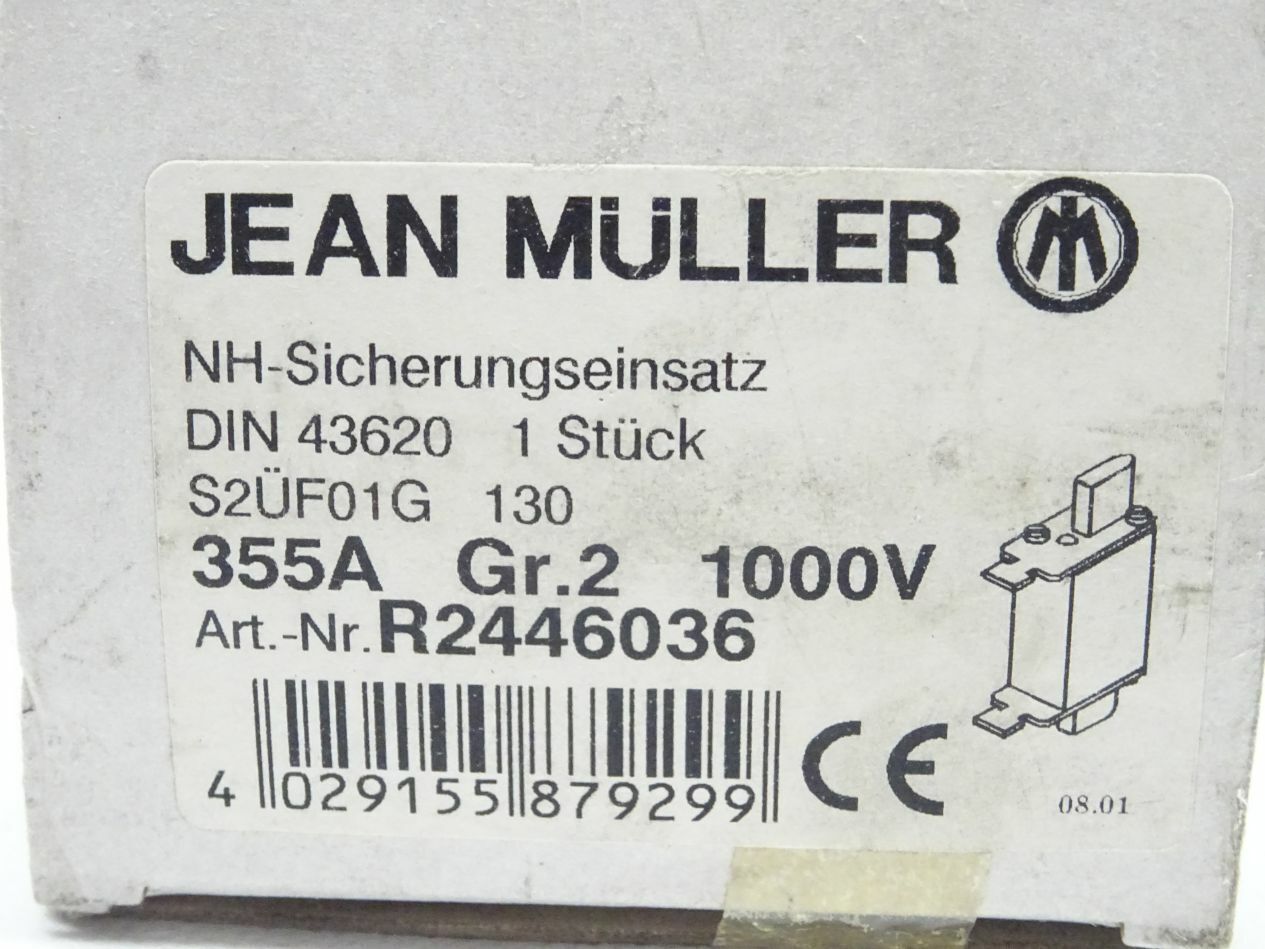 JEAN MÜLLER
NH-Sicherungseinsatz
DIN 43620 1 Stück
S2ÜF01G 130
355A Gr.2 1000V
Art.-Nr. R2446036
4 029155 879299
CE
08.01